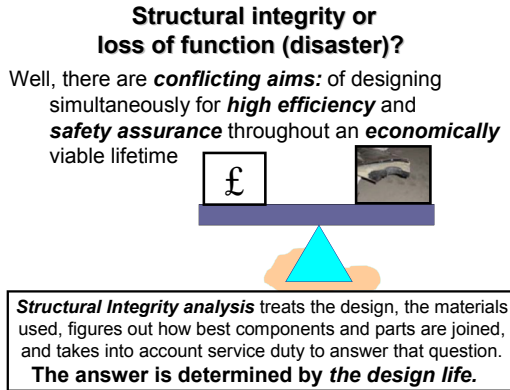 Structural integrity or
loss of function (disaster)?
Well, there are conflicting aims: of designing
simultaneously for high efficiency and
safety assurance throughout an economically
viable lifetime
£
Structural Integrity analysis treats the design, the materials
used, figures out how best components and parts are joined,
and takes into account service duty to answer that question.
The answer is determined by the design life.